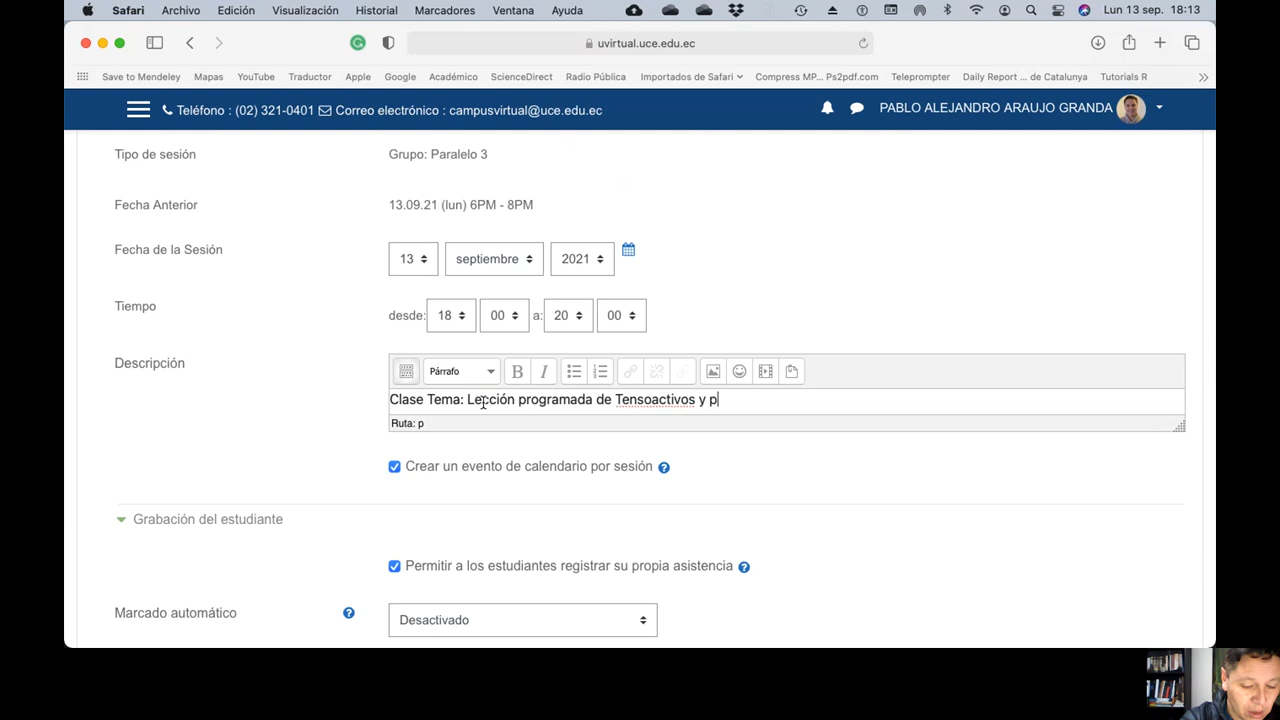 Safari Archivo Edición Visualización Historial Marcadores Ventana Ayuda Lun 13 sep. 18:13
uvirtual.uce.edu.ec
Save to Mendeley Mapas YouTube Traductor Apple Google Académico ScienceDirect Radio Pública Importados de Safari Compress MP... Ps2pdf.com Teleprompter Daily Report ... de Catalunya Tutorials R
Teléfono : (02) 321-0401 Correo electrónico : campusvirtual@uce.edu.ec PABLO ALEJANDRO ARAUJO GRANDA
Tipo de sesión Grupo: Paralelo 3
Fecha Anterior 13.09.21 (lun) 6PM - 8PM
Fecha de la Sesión 13 septiembre 2021
Tiempo desde: 18 00 a: 20 00
Descripción Párrafo B I
Clase Tema: Lección programada de Tensoactivos y p
Ruta: p
Crear un evento de calendario por sesión ?
Grabación del estudiante
Permitir a los estudiantes registrar su propia asistencia ?
Marcado automático ? Desactivado